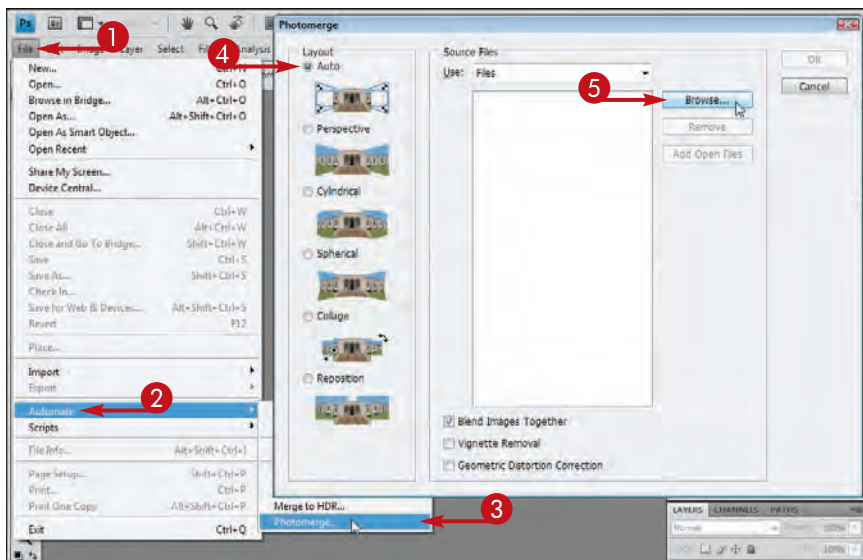 Ps Br
Photomerge
1
File Image Layer Select Analysis
4
New... Ctrl+N
Open... Ctrl+O
Browse in Bridge... Alt+Ctrl+O
Open As... Alt+Shift+Ctrl+O
Open As Smart Object...
Open Recent
Share My Screen...
Device Central...
Close Ctrl+W
Close All Alt+Ctrl+W
Close and Go To Bridge... Shift+Ctrl+W
Save Ctrl+S
Save As... Shift+Ctrl+S
Check In...
Save for Web & Devices... Alt+Shift+Ctrl+S
Revert F12
Place...
Import
Export
Automate
2
Scripts
File Info... Alt+Shift+Ctrl+I
Page Setup... Shift+Ctrl+P
Print... Ctrl+P
Print One Copy Alt+Shift+Ctrl+P
Exit Ctrl+Q
Merge to HDR...
Photomerge...
3
Layout
Auto
Perspective
Cylindrical
Spherical
Collage
Reposition
Source Files
Use: Files
5
Browse...
Remove
Add Open Files
Blend Images Together
Vignette Removal
Geometric Distortion Correction
OK
Cancel
LAYERS CHANNELS PATHS
Normal 100%
100%